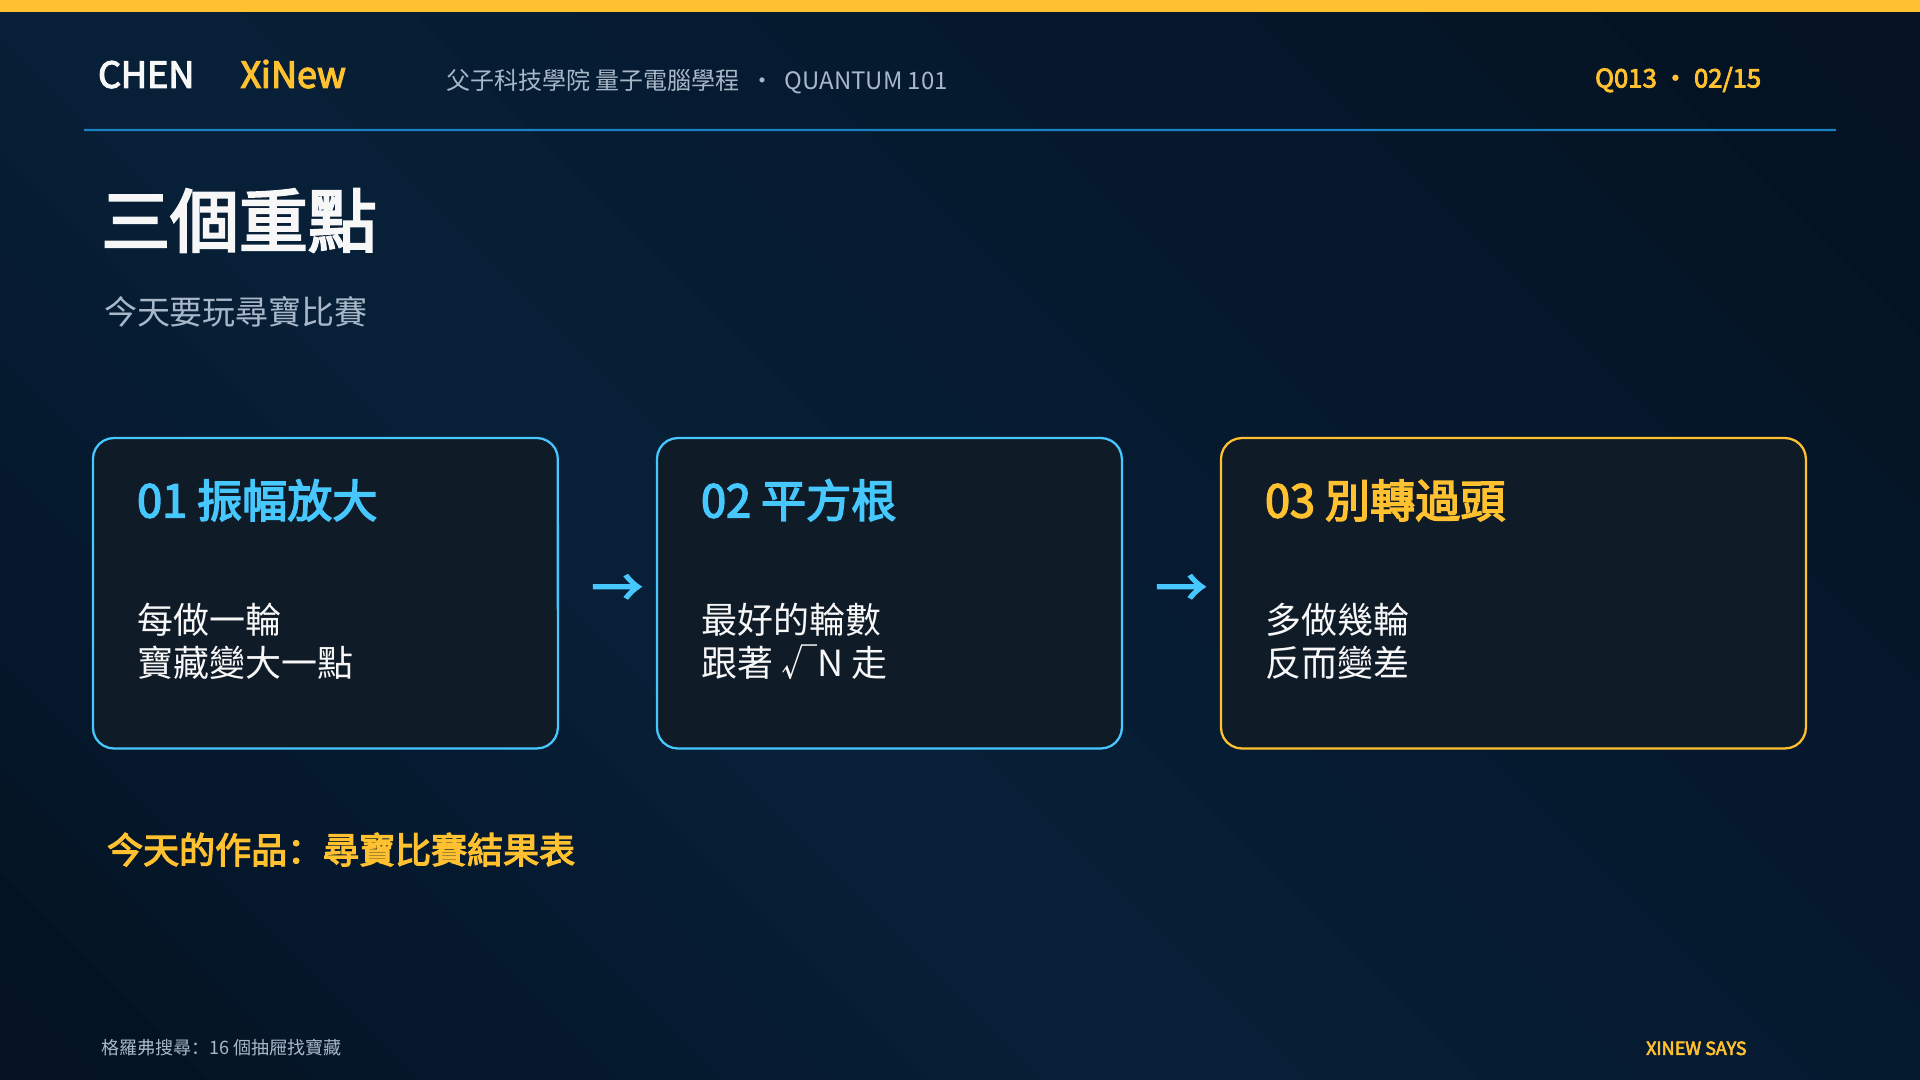 CHEN XiNew 父子科技學院 量子電腦學程 · QUANTUM 101 Q013 · 02/15
三個重點
今天要玩尋寶比賽
01 振幅放大
每做一輪
寶藏變大一點
→
02 平方根
最好的輪數
跟著 √N 走
→
03 別轉過頭
多做幾輪
反而變差
今天的作品：尋寶比賽結果表
格羅弗搜尋：16 個抽屜找寶藏
XINEW SAYS